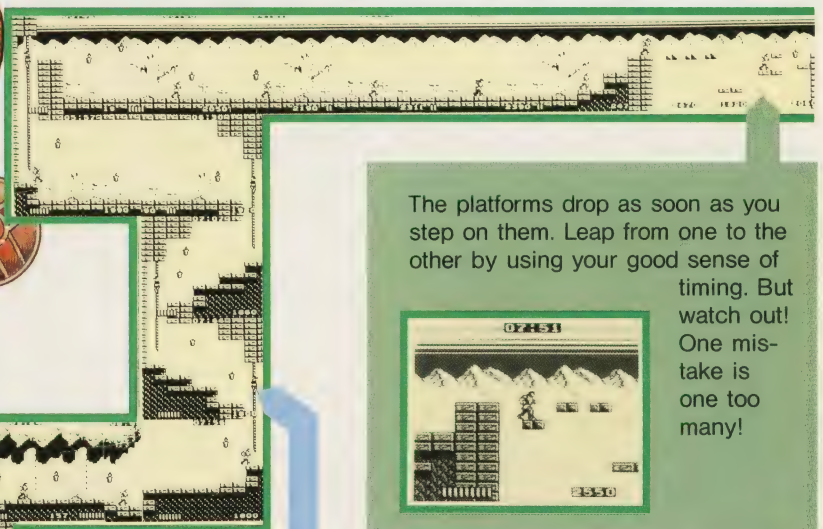 The platforms drop as soon as you
step on them. Leap from one to the
other by using your good sense of
timing. But
watch out!
One mis-
take is
one too
many!
07:51
2550